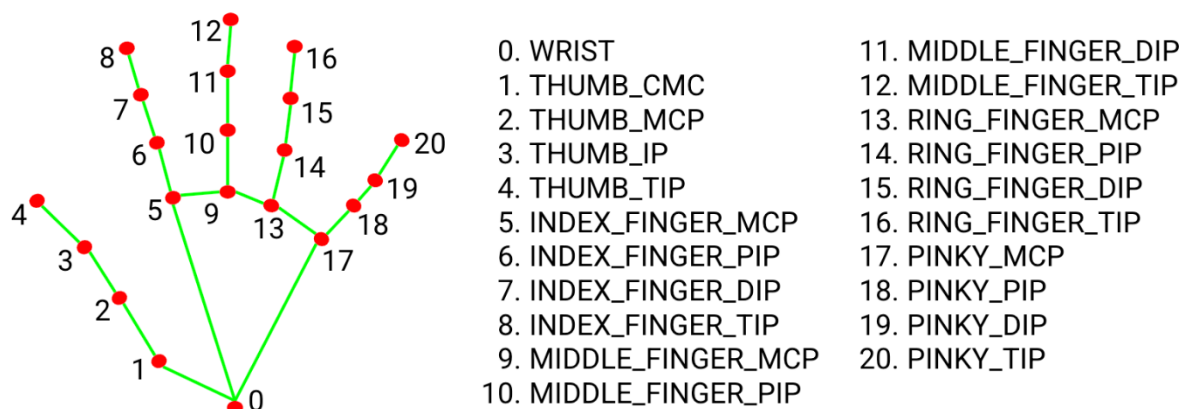 12
8
16
11
7
15
10
6
14
20
5
9
13
19
18
4
17
3
2
1
0
0. WRIST
1. THUMB_CMC
2. THUMB_MCP
3. THUMB_IP
4. THUMB_TIP
5. INDEX_FINGER_MCP
6. INDEX_FINGER_PIP
7. INDEX_FINGER_DIP
8. INDEX_FINGER_TIP
9. MIDDLE_FINGER_MCP
10. MIDDLE_FINGER_PIP
11. MIDDLE_FINGER_DIP
12. MIDDLE_FINGER_TIP
13. RING_FINGER_MCP
14. RING_FINGER_PIP
15. RING_FINGER_DIP
16. RING_FINGER_TIP
17. PINKY_MCP
18. PINKY_PIP
19. PINKY_DIP
20. PINKY_TIP